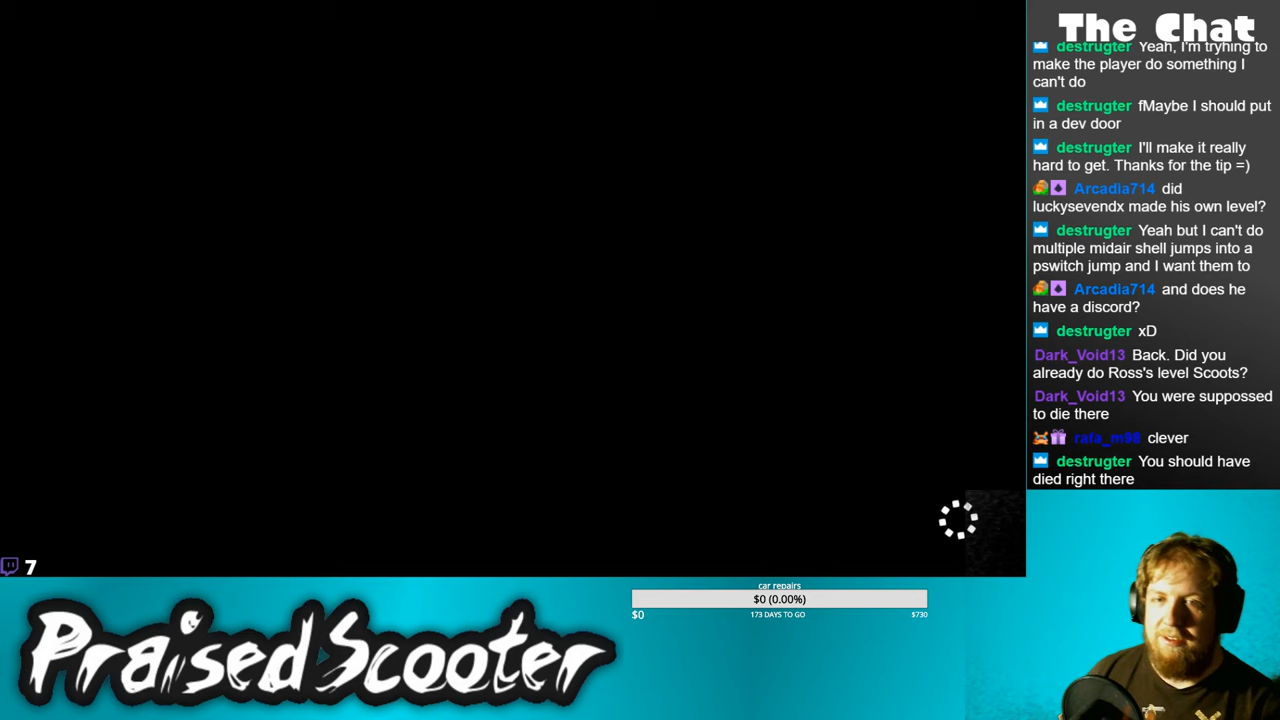 The Chat
destrugter Yeah, I'm tryhing to
make the player do something I
can't do
destrugter fMaybe I should put
in a dev door
destrugter I'll make it really
hard to get. Thanks for the tip =)
Arcadia714 did
luckysevendx made his own level?
destrugter Yeah but I can't do
multiple midair shell jumps into a
pswitch jump and I want them to
Arcadia714 and does he
have a discord?
destrugter xD
Dark_Void13 Back. Did you
already do Ross's level Scoots?
Dark_Void13 You were suppossed
to die there
rafa_m98 clever
destrugter You should have
died right there
7
car repairs
$0 (0.00%)
$0 173 DAYS TO GO $730
PraisedScooter